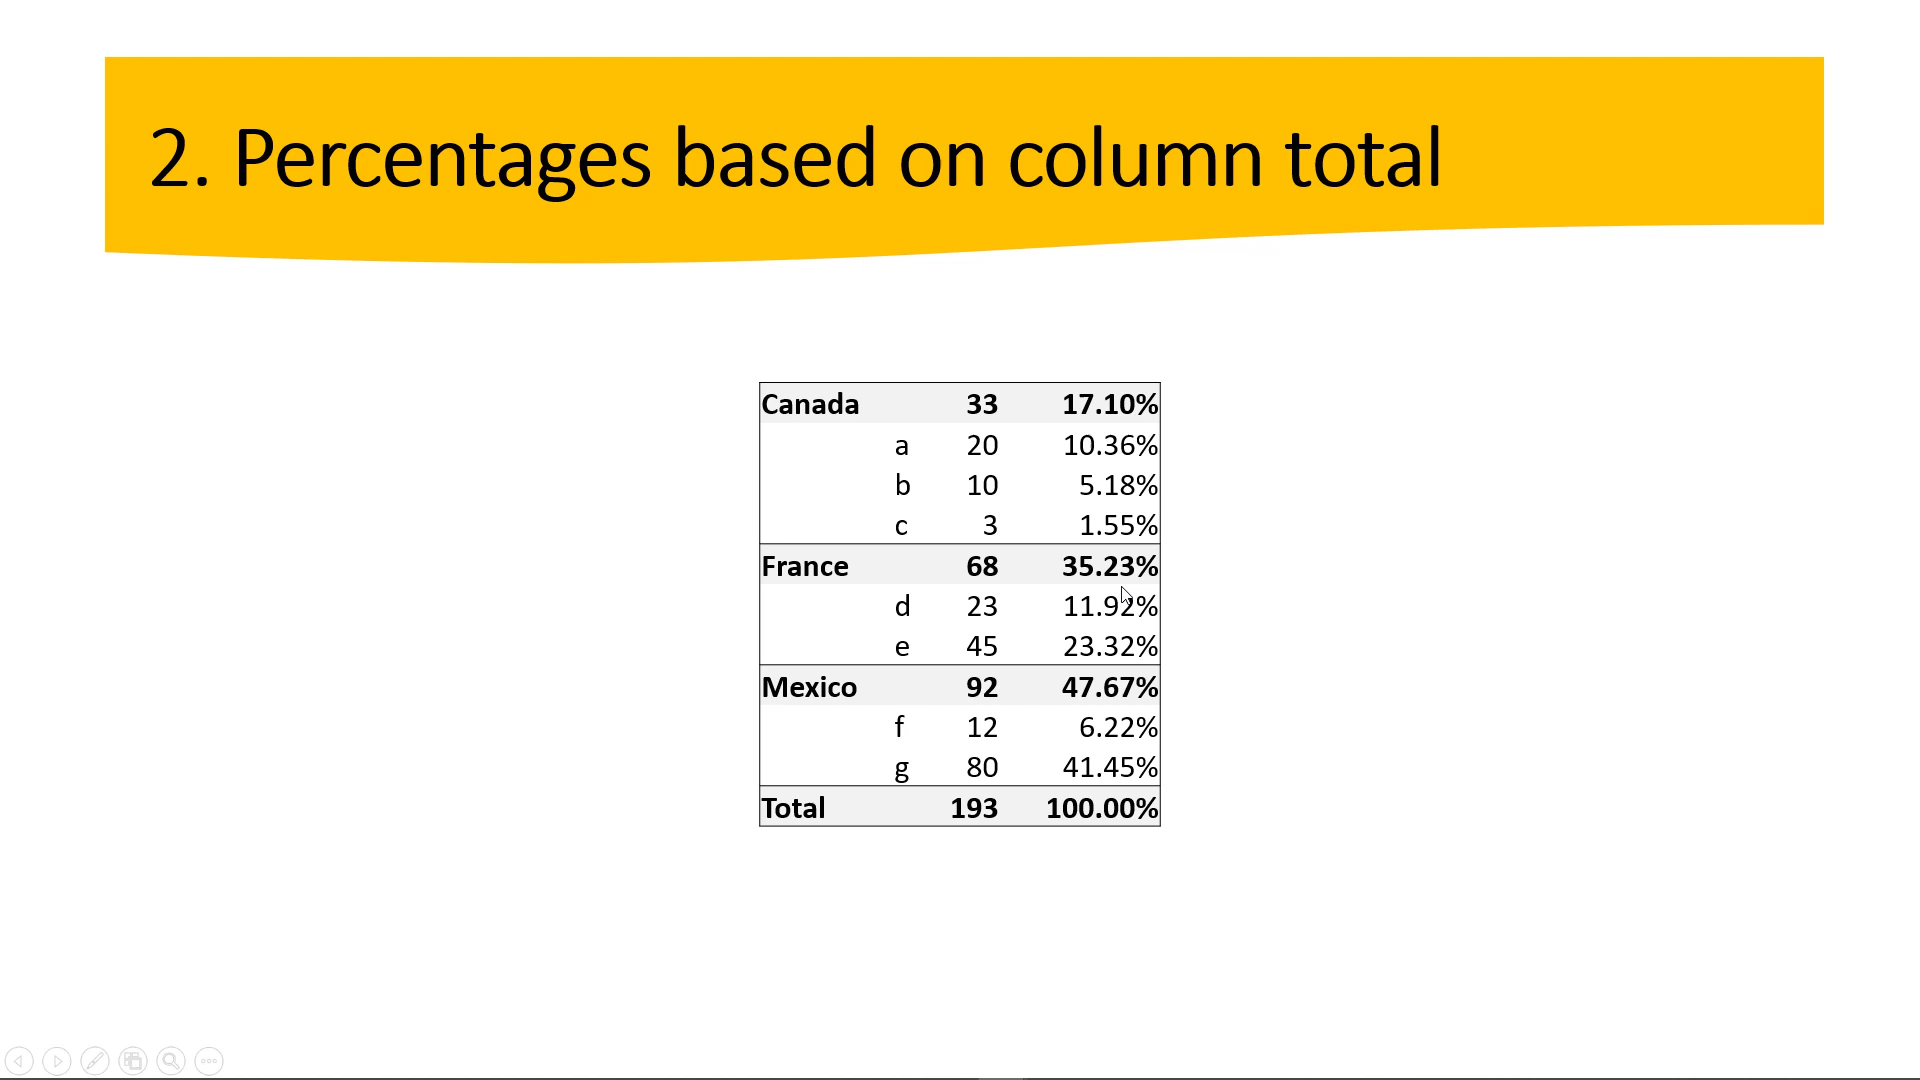 2. Percentages based on column total
Canada 33 17.10%
a 20 10.36%
b 10 5.18%
c 3 1.55%
France 68 35.23%
d 23 11.92%
e 45 23.32%
Mexico 92 47.67%
f 12 6.22%
g 80 41.45%
Total 193 100.00%